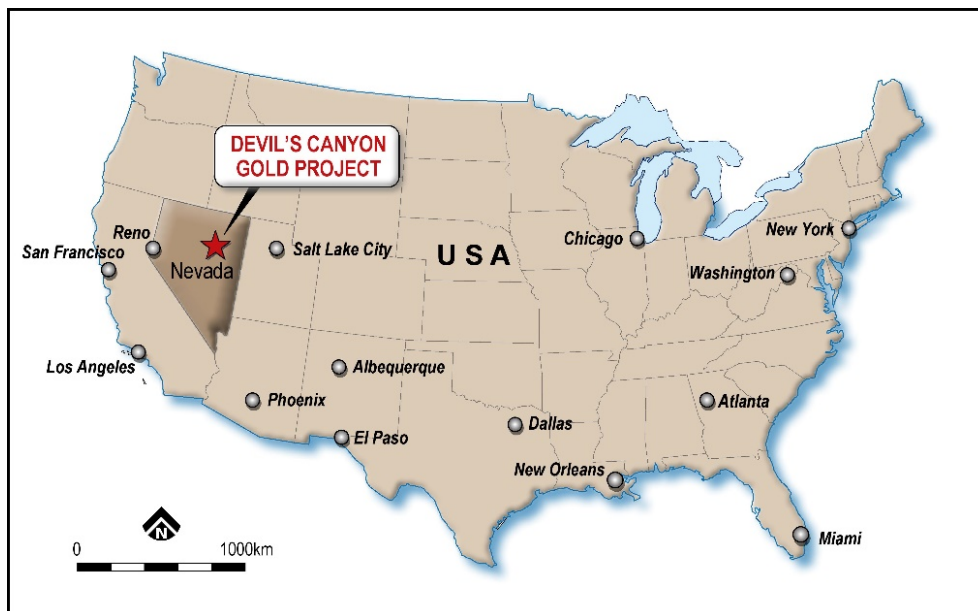 DEVIL'S CANYON
GOLD PROJECT
Reno
San Francisco
Nevada
Salt Lake City
USA
Chicago
New York
Washington
Los Angeles
Albequerque
Phoenix
El Paso
Dallas
Atlanta
New Orleans
Miami
N
0 1000km